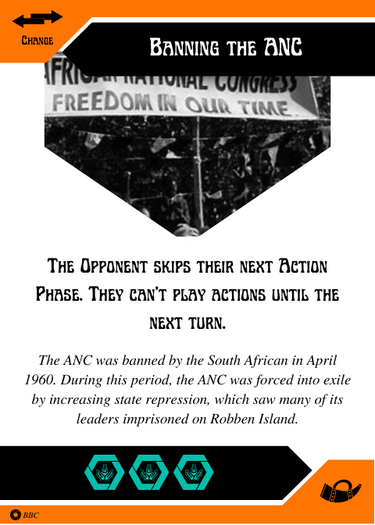 Change
Banning the ANC
AFRICAN NATIONAL CONGRESS
FREEDOM IN OUR TIME.
The Opponent skips their next Action
Phase. They can't play actions until the
next turn.
The ANC was banned by the South African in April
1960. During this period, the ANC was forced into exile
by increasing state repression, which saw many of its
leaders imprisoned on Robben Island.
BBC